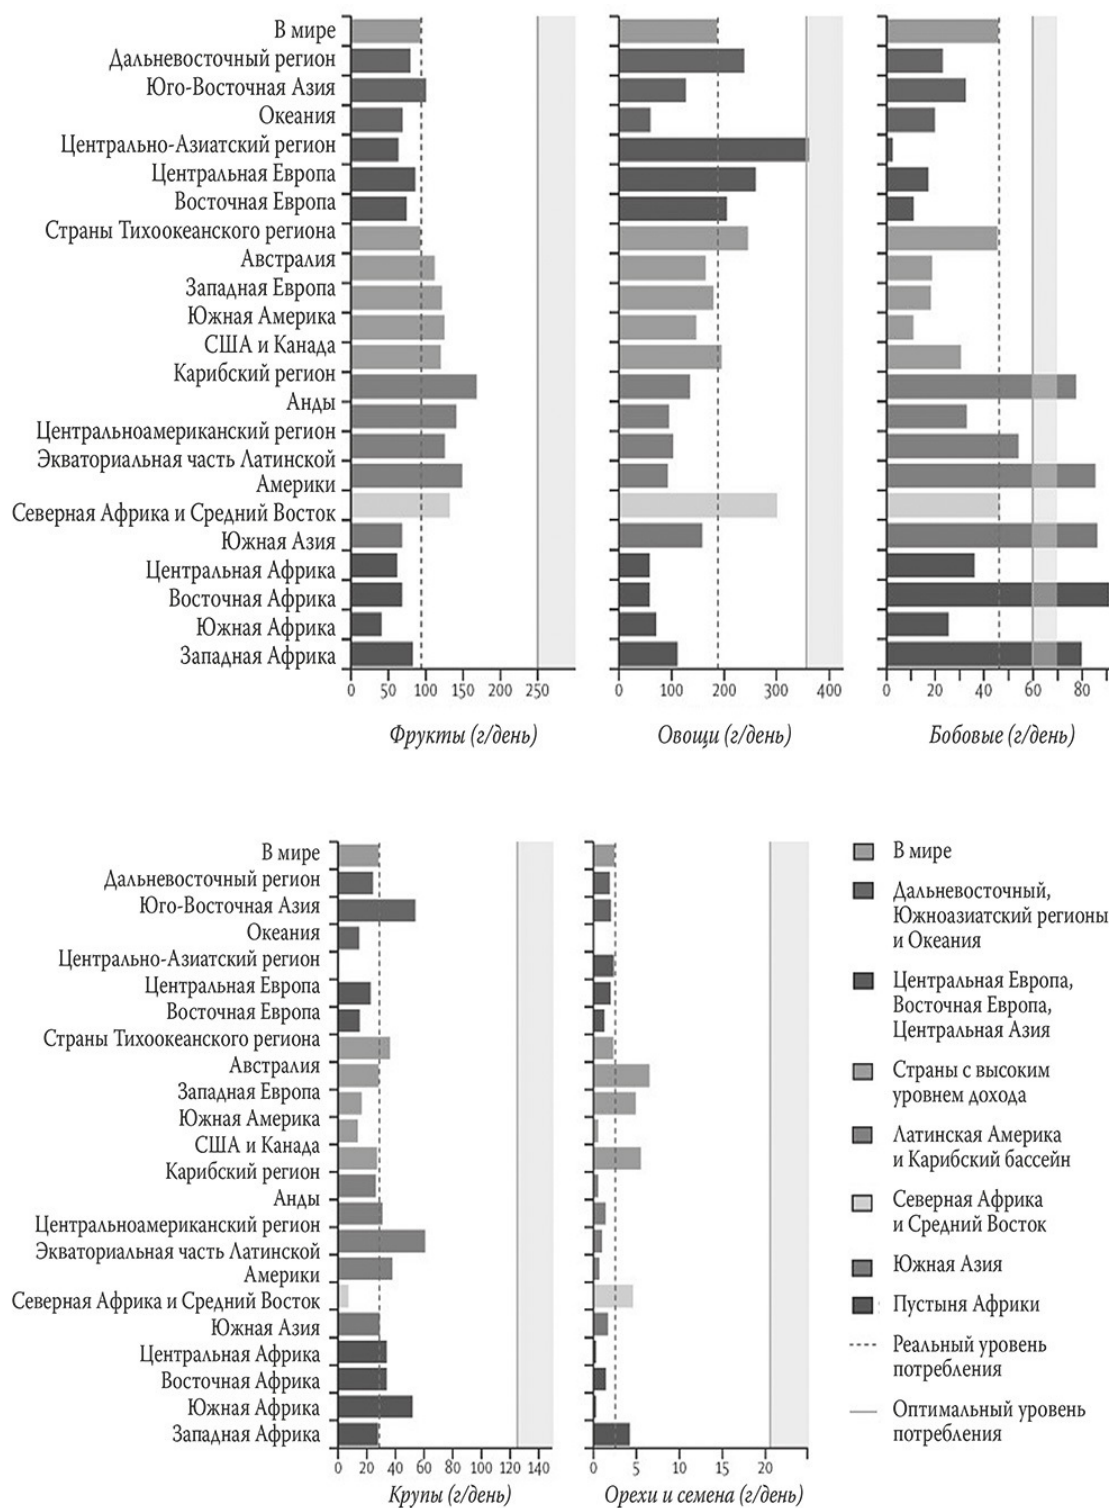 В мире
Дальневосточный регион
Юго-Восточная Азия
Океания
Центрально-Азиатский регион
Центральная Европа
Восточная Европа
Страны Тихоокеанского региона
Австралия
Западная Европа
Южная Америка
США и Канада
Карибский регион
Анды
Центральноамериканский регион
Экваториальная часть Латинской
Америки
Северная Африка и Средний Восток
Южная Азия
Центральная Африка
Восточная Африка
Южная Африка
Западная Африка
0 50 100 150 200 250
Фрукты (г/день)
0 100 200 300 400
Овощи (г/день)
0 20 40 60 80
Бобовые (г/день)
В мире
Дальневосточный регион
Юго-Восточная Азия
Океания
Центрально-Азиатский регион
Центральная Европа
Восточная Европа
Страны Тихоокеанского региона
Австралия
Западная Европа
Южная Америка
США и Канада
Карибский регион
Анды
Центральноамериканский регион
Экваториальная часть Латинской
Америки
Северная Африка и Средний Восток
Южная Азия
Центральная Африка
Восточная Африка
Южная Африка
Западная Африка
0 20 40 60 80 100 120 140
Крупы (г/день)
0 5 10 15 20
Орехи и семена (г/день)
В мире
Дальневосточный,
Южноазиатский регионы
и Океания
Центральная Европа,
Восточная Европа,
Центральная Азия
Страны с высоким
уровнем дохода
Латинская Америка
и Карибский бассейн
Северная Африка
и Средний Восток
Южная Азия
Пустыня Африки
Реальный уровень
потребления
Оптимальный уровень
потребления